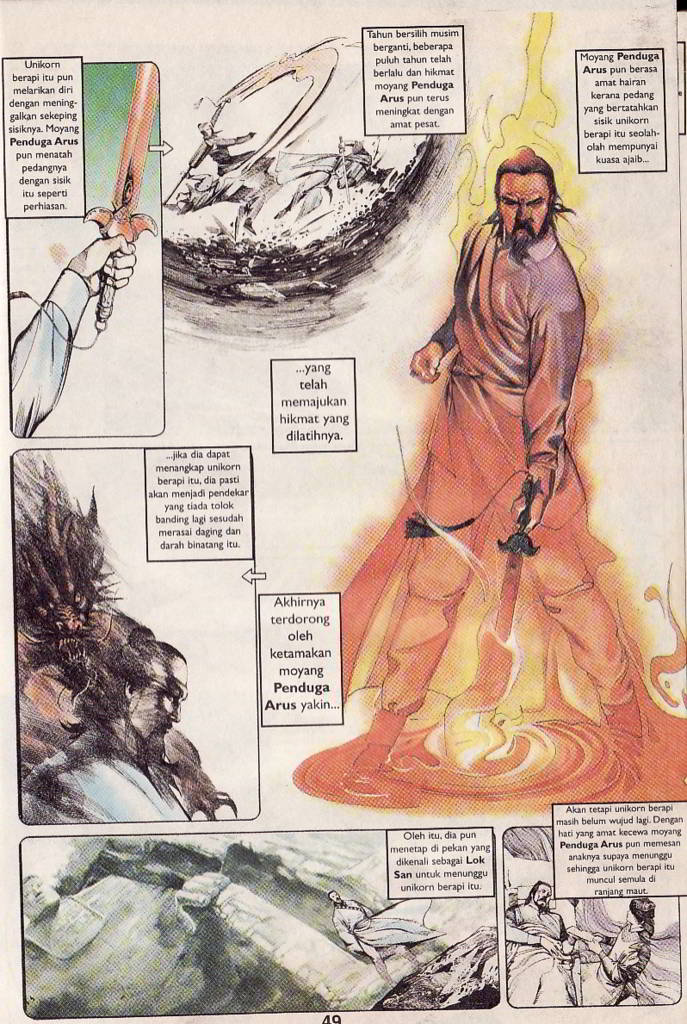 Unikorn
berapi itu pun
melarikan diri
dengan mening-
galkan sekeping
sisiknya. Moyang
Penduga Arus
pun menatah
pedangnya
dengan sisik
itu seperti
perhiasan.
Tahun bersilih musim
berganti, beberapa
puluh tahun telah
berlalu dan hikmat
moyang Penduga
Arus pun terus
meningkat dengan
amat pesat.
Moyang Penduga
Arus pun berasa
amat hairan
kerana pedang
yang bertatahkan
sisik unikorn
berapi itu seolah-
olah mempunyai
kuasa ajaib...
...yang
telah
memajukan
hikmat yang
dilatihnya.
Akhirnya
terdorong
oleh
ketamakan
moyang
Penduga
Arus yakin...
...jika dia dapat
menangkap unikorn
berapi itu, dia pasti
akan menjadi pendekar
yang tiada tolok
banding lagi sesudah
merasai daging dan
darah binatang itu.
Oleh itu, dia pun
menetap di pekan yang
dikenali sebagai Lok
San untuk menunggu
unikorn berapi itu.
Akan tetapi unikorn berapi
masih belum wujud lagi. Dengan
hati yang amat kecewa moyang
Penduga Arus pun memesan
anaknya supaya menunggu
sehingga unikorn berapi itu
muncul semula di
ranjang maut.
49